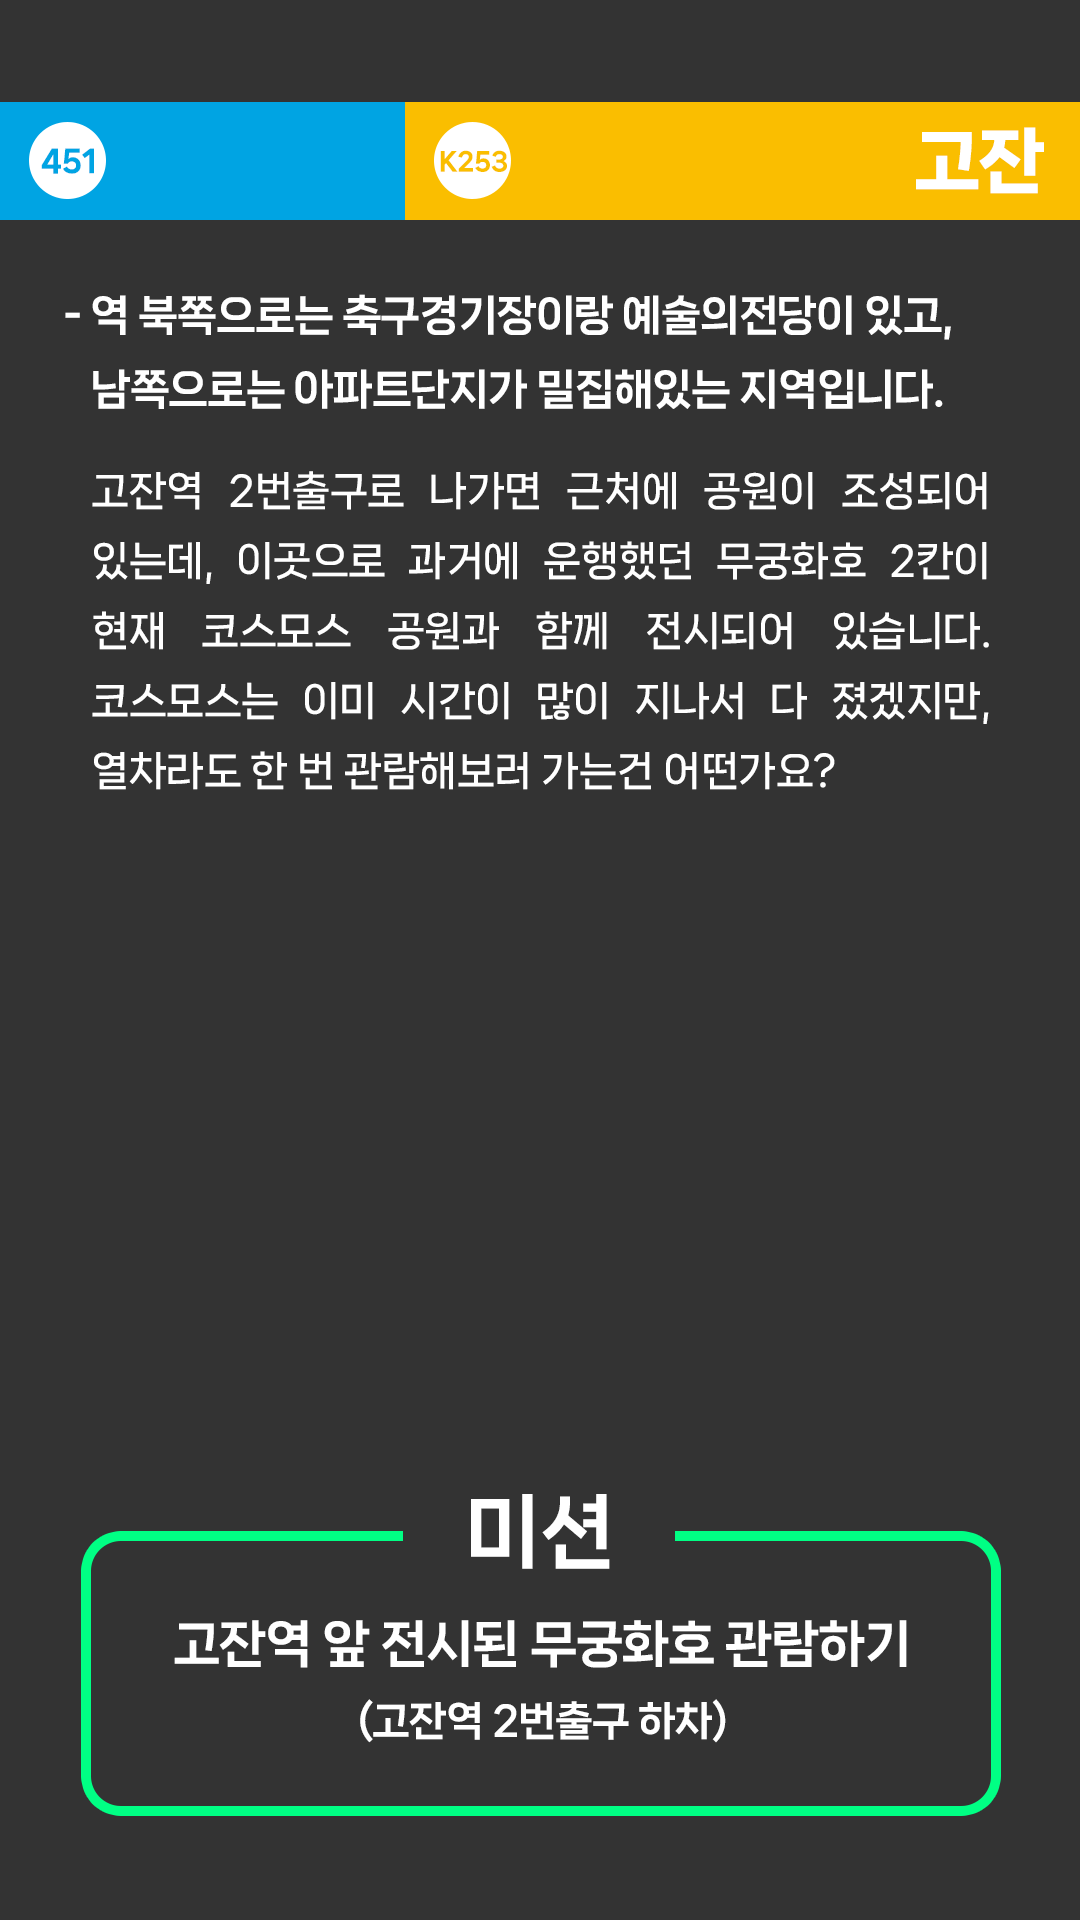 451 K253 고잔
- 역 북쪽으로는 축구경기장이랑 예술의전당이 있고,
남쪽으로는 아파트단지가 밀집해있는 지역입니다.
고잔역 2번출구로 나가면 근처에 공원이 조성되어
있는데, 이곳으로 과거에 운행했던 무궁화호 2칸이
현재 코스모스 공원과 함께 전시되어 있습니다.
코스모스는 이미 시간이 많이 지나서 다 졌겠지만,
열차라도 한 번 관람해보러 가는건 어떤가요?
미션
고잔역 앞 전시된 무궁화호 관람하기
(고잔역 2번출구 하차)